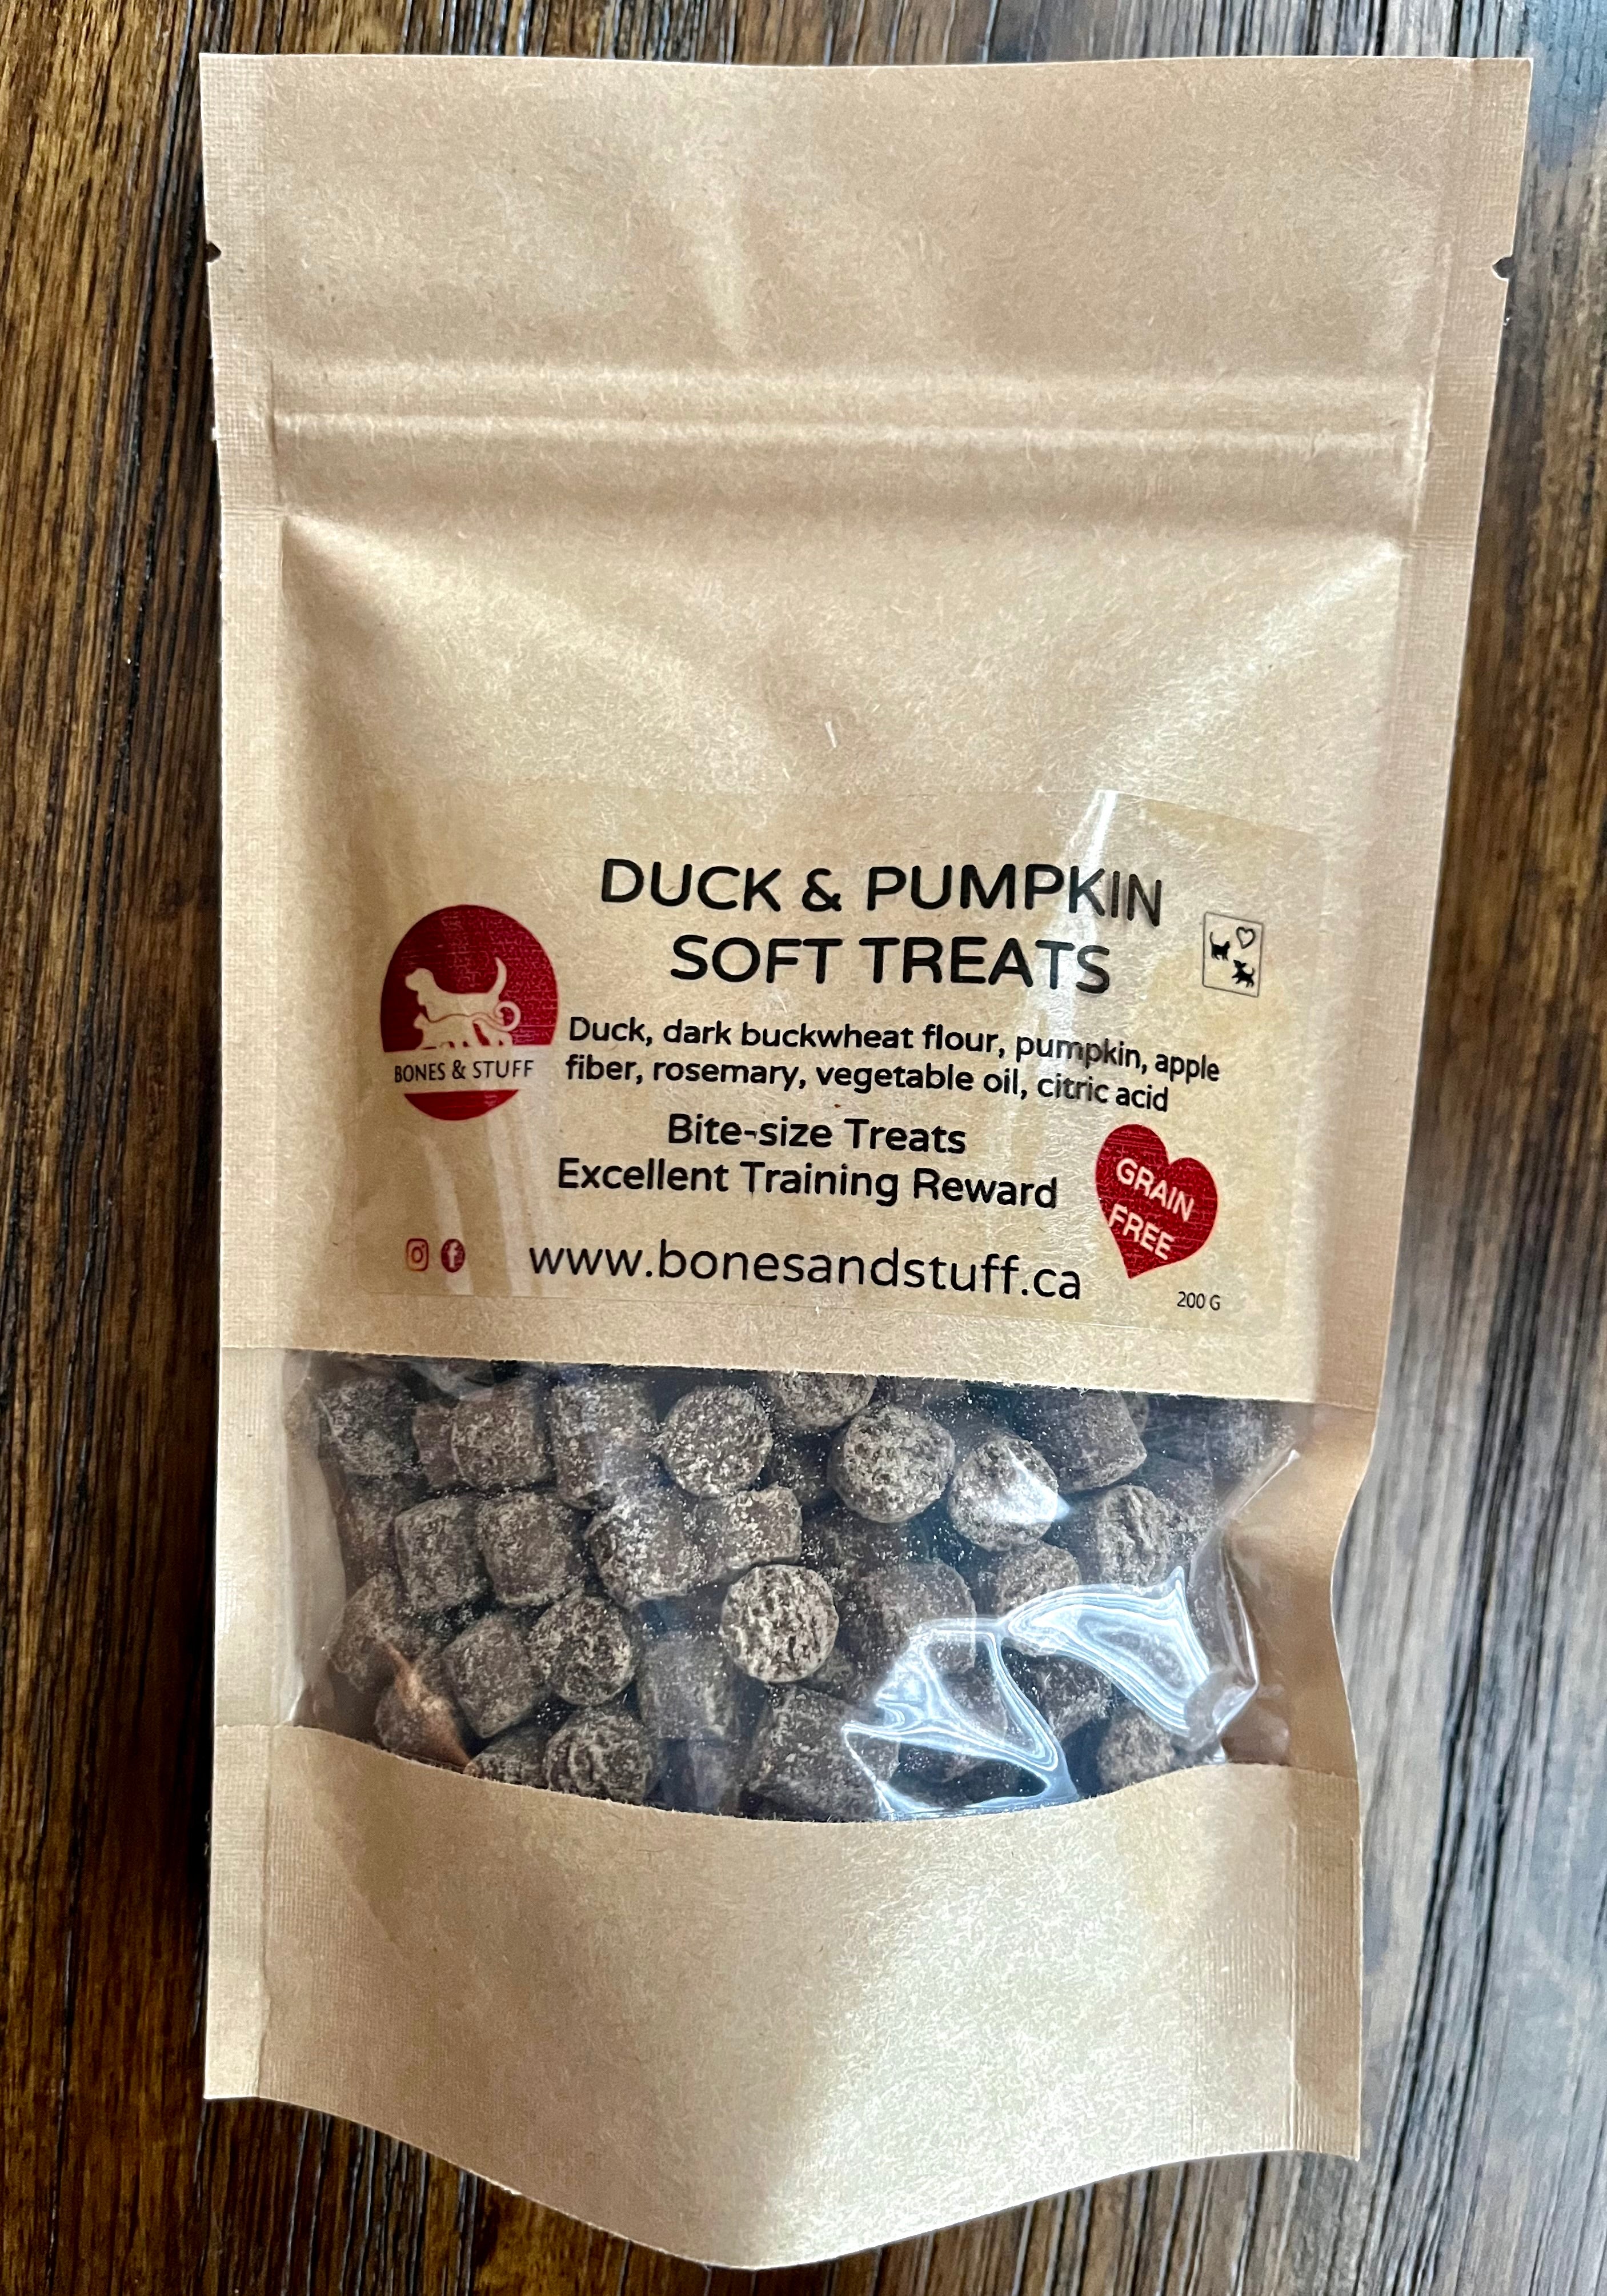 DUCK & PUMPKIN
SOFT TREATS
BONES & STUFF
Duck, dark buckwheat flour, pumpkin, apple
fiber, rosemary, vegetable oil, citric acid
Bite-size Treats
Excellent Training Reward
GRAIN
FREE
www.bonesandstuff.ca
200 G